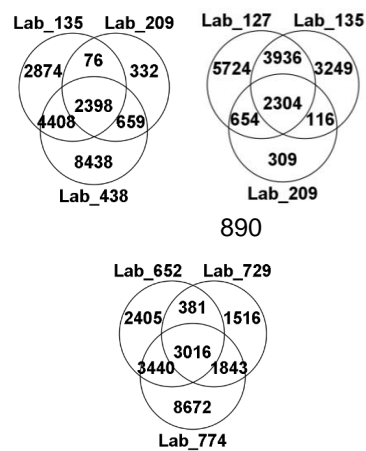 Lab_135 Lab_209
2874 76 332
2398
4408 659
8438
Lab_438
Lab_127 Lab_135
5724 3936 3249
2304
654 116
309
Lab_209
890
Lab_652 Lab_729
2405 381 1516
3016
3440 1843
8672
Lab_774